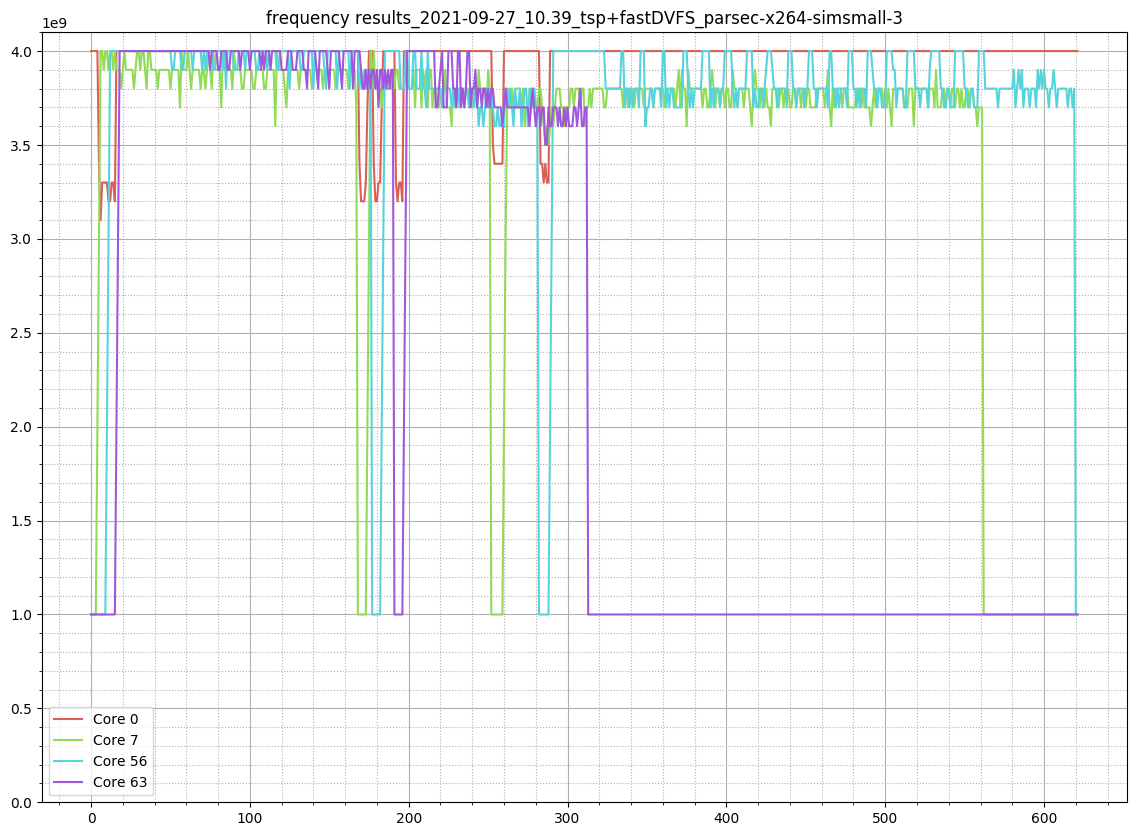 frequency results_2021-09-27_10.39_tsp+fastDVFS_parsec-x264-simsmall-3
1e9
4.0
3.5
3.0
2.5
2.0
1.5
1.0
0.5
0.0
Core 0
Core 7
Core 56
Core 63
0 100 200 300 400 500 600